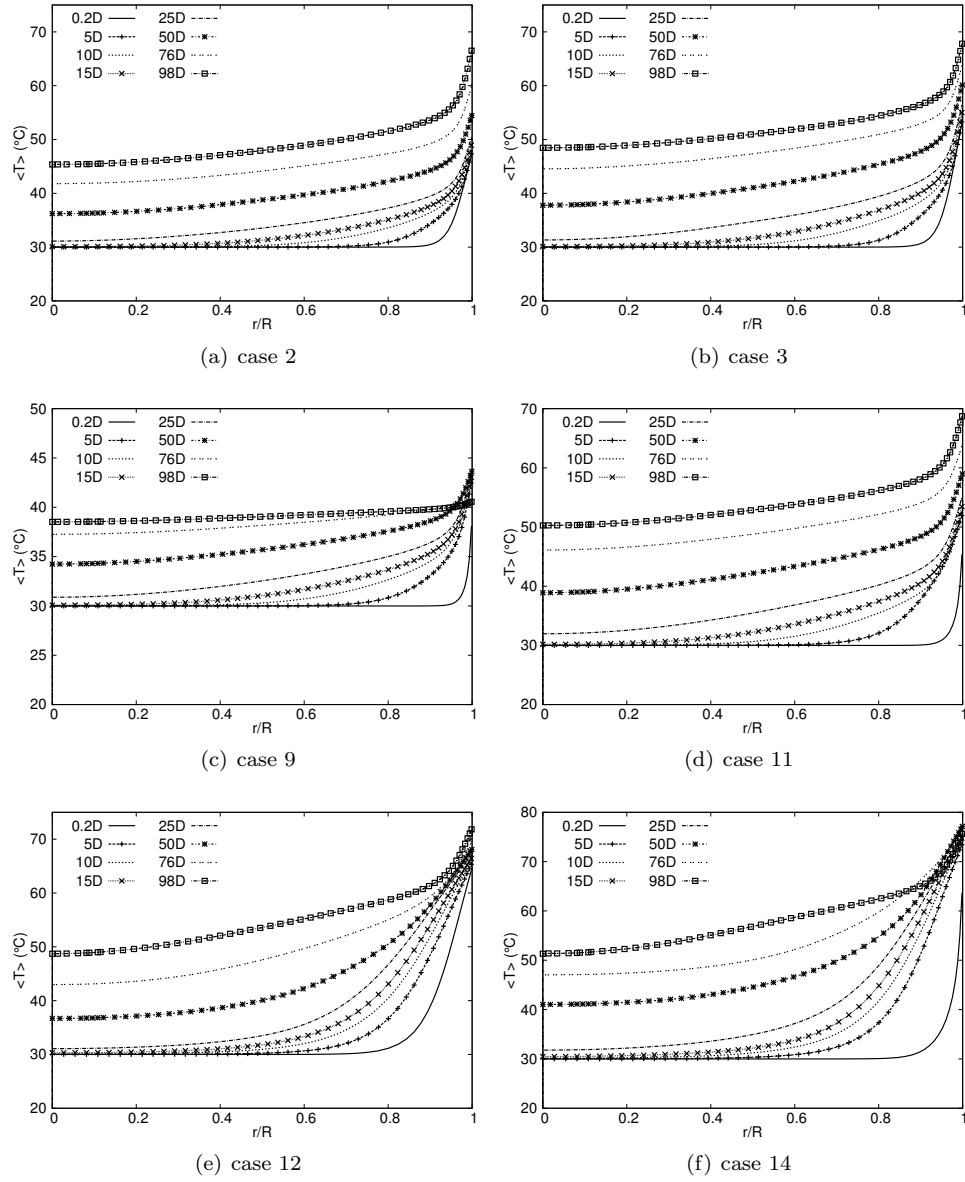 0.2D 25D
5D 50D
10D 76D
15D 98D
<T> (°C)
70
60
50
40
30
20
0 0.2 0.4 0.6 0.8 1
r/R
(a) case 2
0.2D 25D
5D 50D
10D 76D
15D 98D
<T> (°C)
70
60
50
40
30
20
0 0.2 0.4 0.6 0.8 1
r/R
(b) case 3
0.2D 25D
5D 50D
10D 76D
15D 98D
<T> (°C)
50
45
40
35
30
25
20
0 0.2 0.4 0.6 0.8 1
r/R
(c) case 9
0.2D 25D
5D 50D
10D 76D
15D 98D
<T> (°C)
70
60
50
40
30
20
0 0.2 0.4 0.6 0.8 1
r/R
(d) case 11
0.2D 25D
5D 50D
10D 76D
15D 98D
<T> (°C)
70
60
50
40
30
20
0 0.2 0.4 0.6 0.8 1
r/R
(e) case 12
0.2D 25D
5D 50D
10D 76D
15D 98D
<T> (°C)
80
70
60
50
40
30
20
0 0.2 0.4 0.6 0.8 1
r/R
(f) case 14